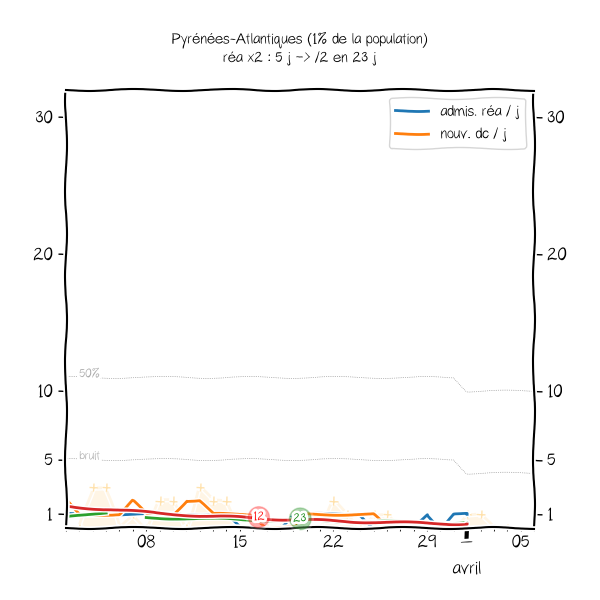 Pyrénées-Atlantiques (1% de la population)
réa x2 : 5 j -> /2 en 23 j
admis. réa / j
nouv. dc / j
30 30
20 20
50%
10 10
bruit
5 5
12 23
1 1
08 15 22 29 1 05
avril